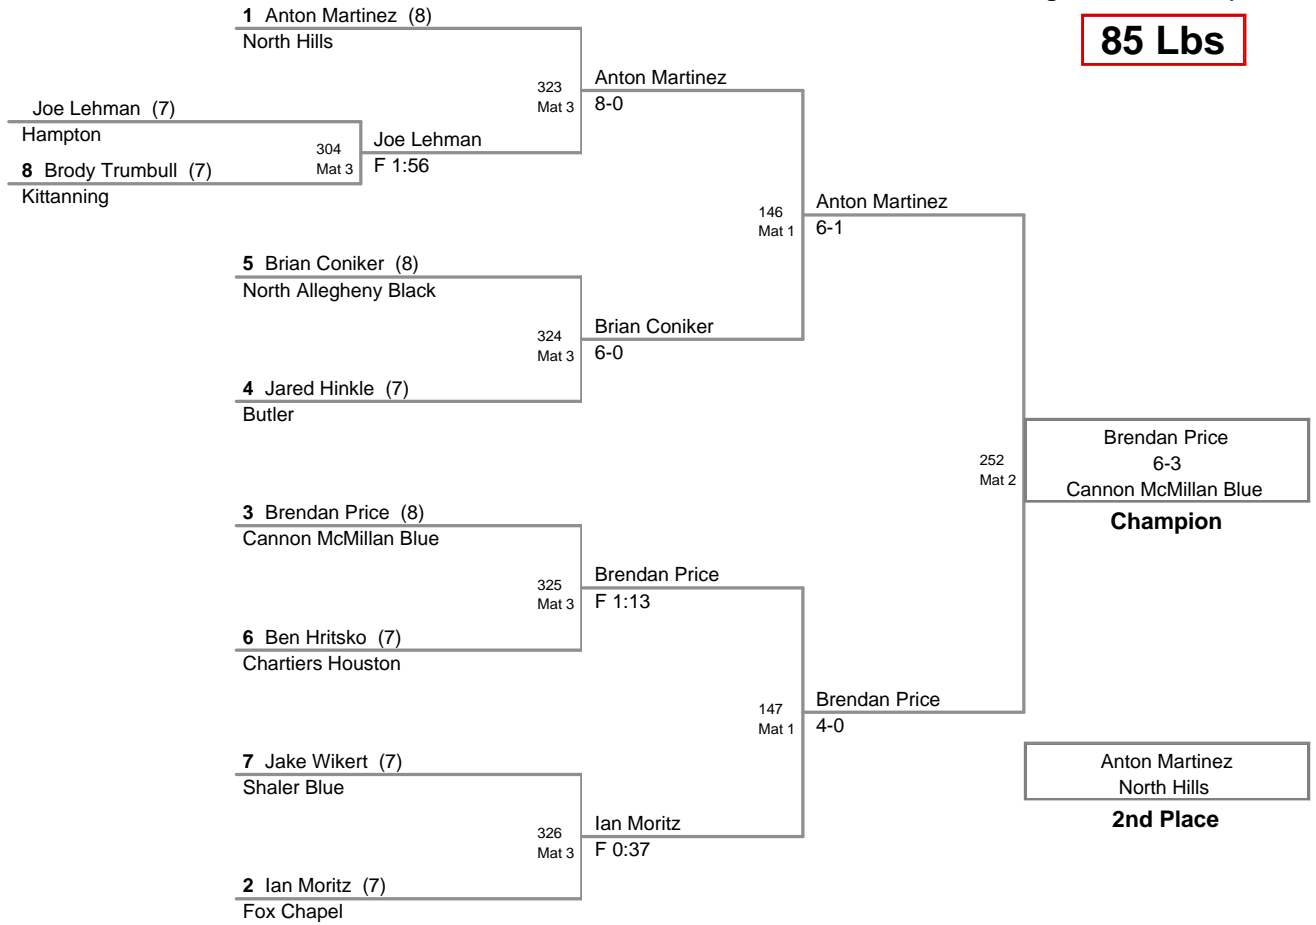 85 Lbs
1 Anton Martinez (8)
North Hills
323
Mat 3
Anton Martinez
8-0
Joe Lehman (7)
Hampton
304
Mat 3
Joe Lehman
F 1:56
8 Brody Trumbull (7)
Kittanning
146
Mat 1
Anton Martinez
6-1
5 Brian Coniker (8)
North Allegheny Black
324
Mat 3
Brian Coniker
6-0
4 Jared Hinkle (7)
Butler
252
Mat 2
Brendan Price
6-3
Cannon McMillan Blue
Champion
3 Brendan Price (8)
Cannon McMillan Blue
325
Mat 3
Brendan Price
F 1:13
6 Ben Hritsko (7)
Chartiers Houston
147
Mat 1
Brendan Price
4-0
7 Jake Wikert (7)
Shaler Blue
326
Mat 3
Ian Moritz
F 0:37
2 Ian Moritz (7)
Fox Chapel
Anton Martinez
North Hills
2nd Place